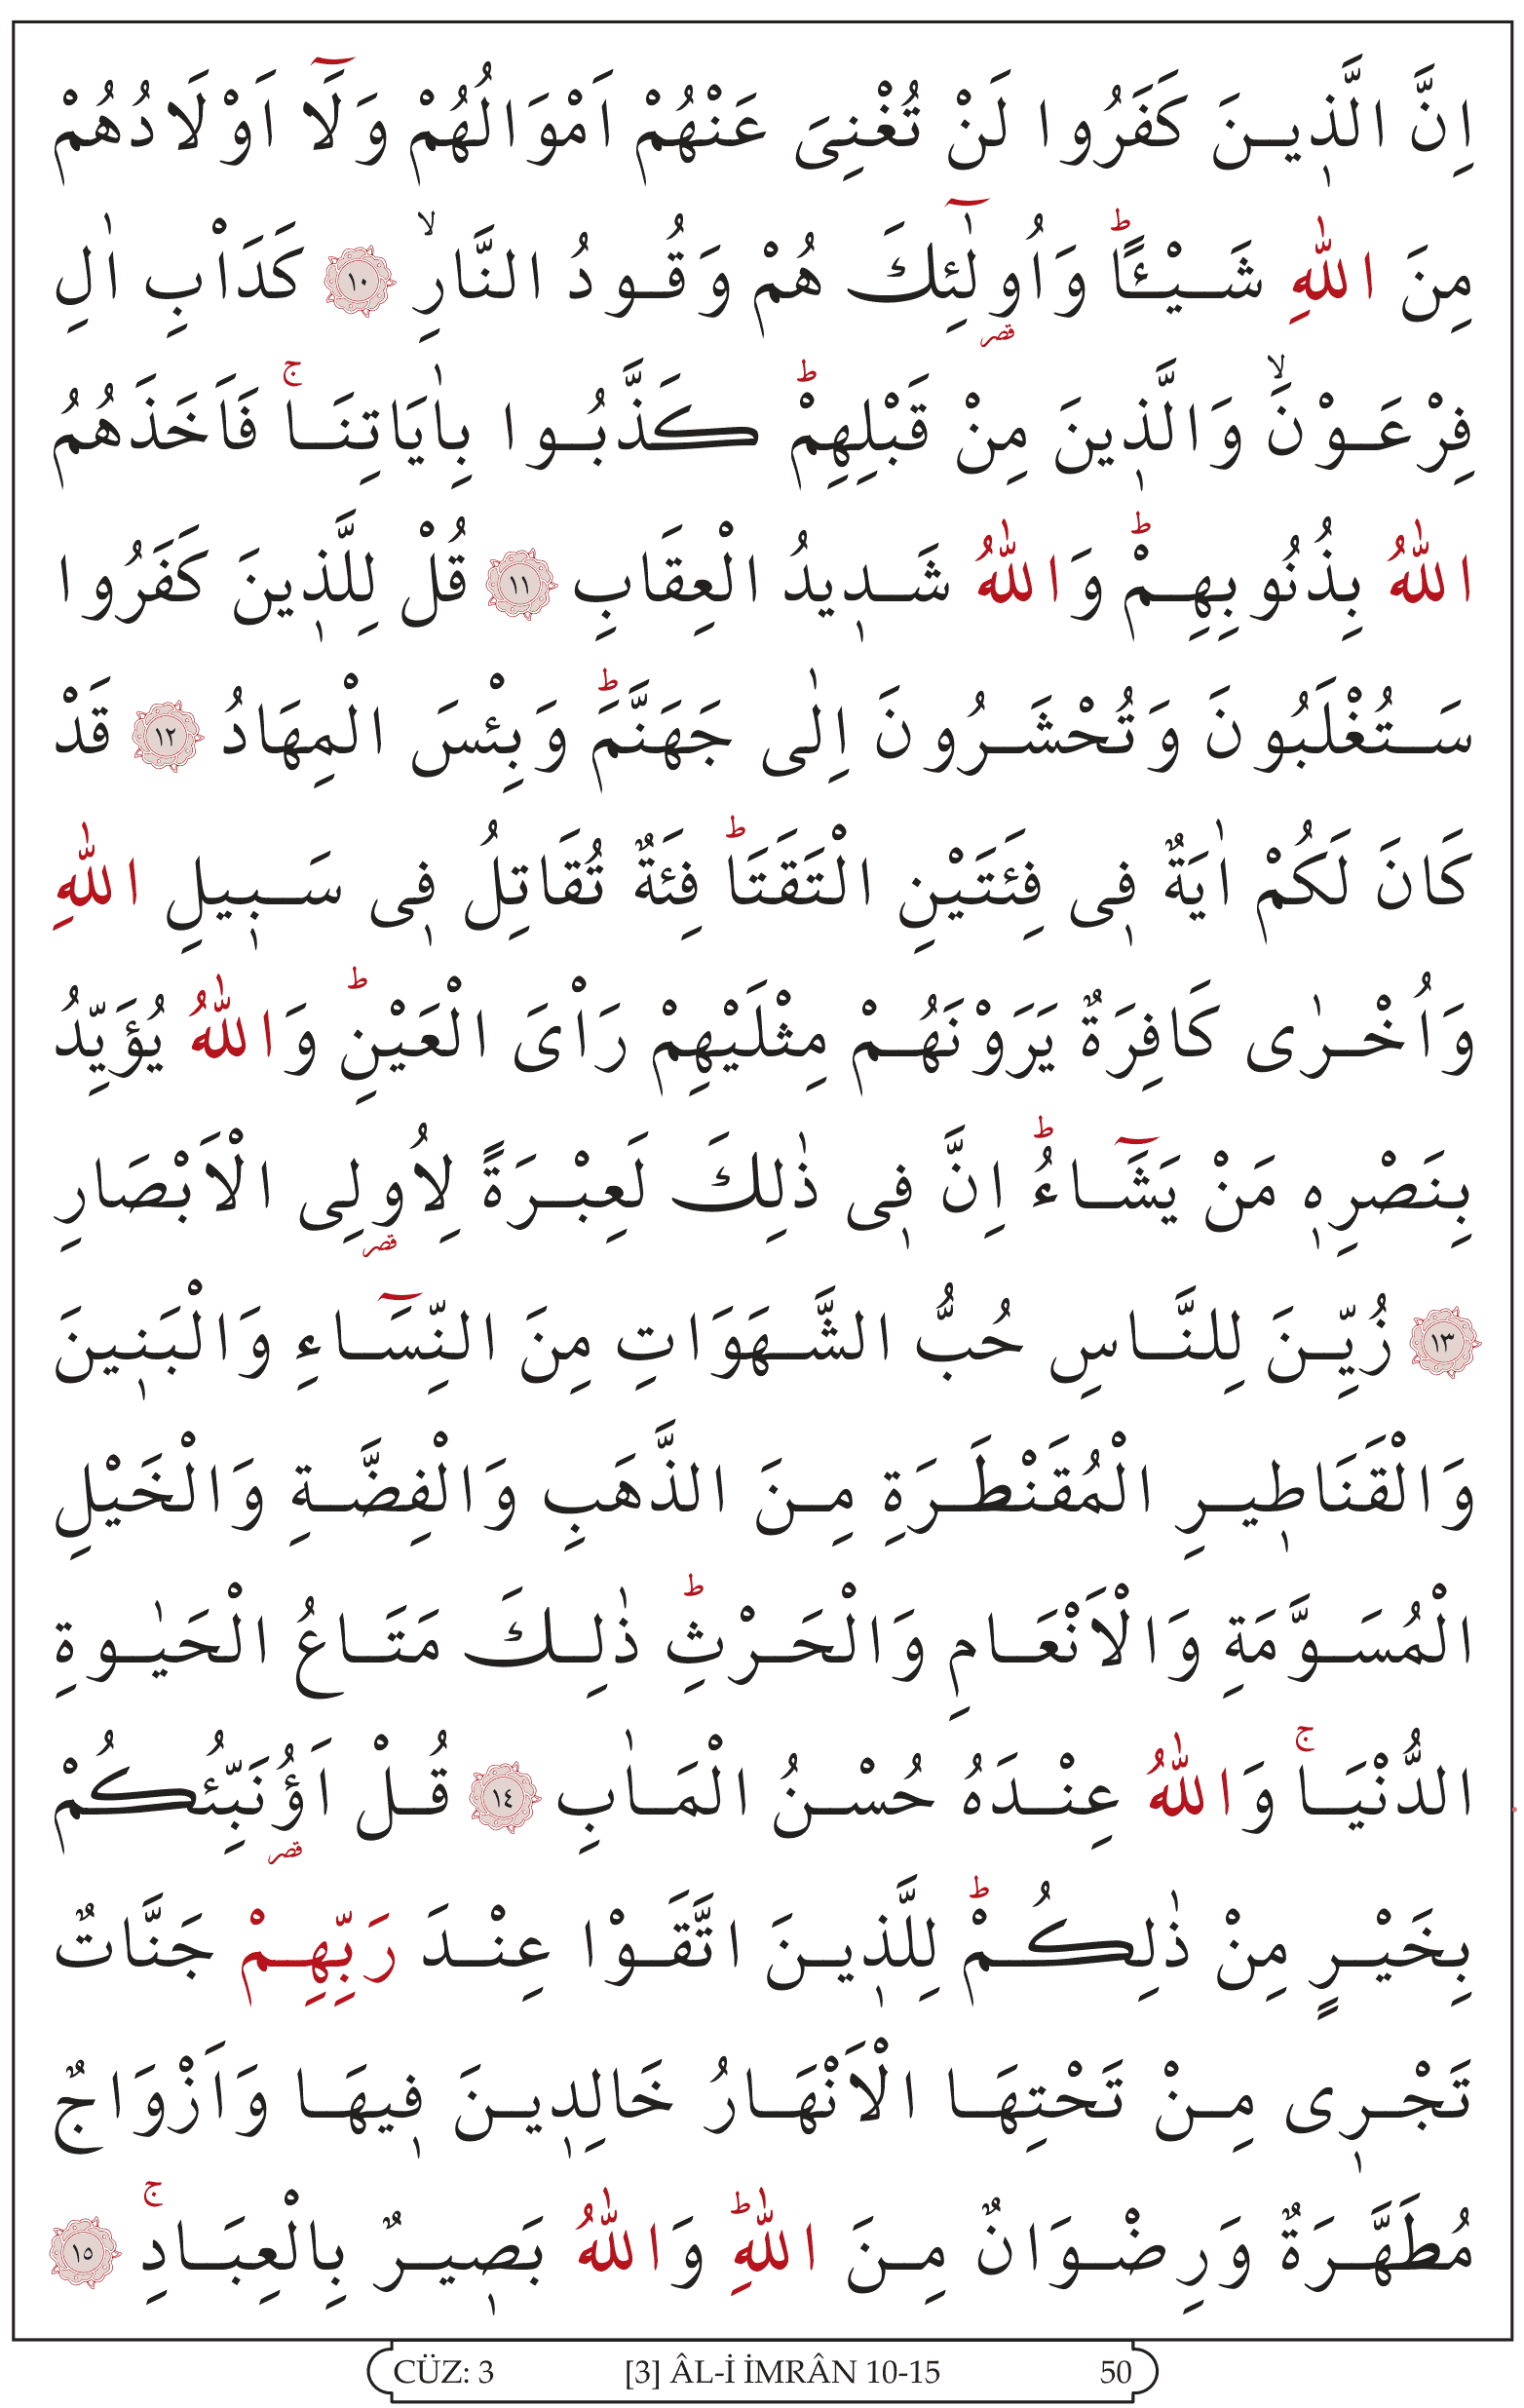 اِنَّ الَّذ۪ينَ كَفَرُوا لَنْ تُغْنِىَ عَنْهُمْ اَمْوَالُهُمْ وَلَٓا اَوْلَادُهُمْ
مِنَ اللّٰهِ شَيْـًٔاۜ وَاُو۬لٰٓئِكَ هُمْ وَقُودُ النَّارِۙ ﴿١٠﴾ كَدَاْبِ اٰلِ
فِرْعَوْنَۙ وَالَّذ۪ينَ مِنْ قَبْلِهِمْۜ كَذَّبُوا بِاٰيَاتِنَاۚ فَاَخَذَهُمُ
اللّٰهُ بِذُنُوبِهِمْۜ وَاللّٰهُ شَد۪يدُ الْعِقَابِ ﴿١١﴾ قُلْ لِلَّذ۪ينَ كَفَرُوا
سَتُغْلَبُونَ وَتُحْشَرُونَ اِلٰى جَهَنَّمَۜ وَبِئْسَ الْمِهَادُ ﴿١٢﴾ قَدْ
كَانَ لَكُمْ اٰيَةٌ ف۪ى فِئَتَيْنِ الْتَقَتَاۜ فِئَةٌ تُقَاتِلُ ف۪ى سَب۪يلِ اللّٰهِ
وَاُخْرٰى كَافِرَةٌ يَرَوْنَهُمْ مِثْلَيْهِمْ رَاْىَ الْعَيْنِۜ وَاللّٰهُ يُؤَيِّدُ
بِنَصْرِه۪ مَنْ يَشَٓاءُۜ اِنَّ ف۪ى ذٰلِكَ لَعِبْرَةً لِاُو۬لِى الْاَبْصَارِ
﴿١٣﴾ زُيِّنَ لِلنَّاسِ حُبُّ الشَّهَوَاتِ مِنَ النِّسَٓاءِ وَالْبَن۪ينَ
وَالْقَنَاط۪يرِ الْمُقَنْطَرَةِ مِنَ الذَّهَبِ وَالْفِضَّةِ وَالْخَيْلِ
الْمُسَوَّمَةِ وَالْاَنْعَامِ وَالْحَرْثِۜ ذٰلِكَ مَتَاعُ الْحَيٰوةِ
الدُّنْيَاۚ وَاللّٰهُ عِنْدَهُ حُسْنُ الْمَاٰبِ ﴿١٤﴾ قُلْ اَؤُ۬نَبِّئُكُمْ
بِخَيْرٍ مِنْ ذٰلِكُمْۜ لِلَّذ۪ينَ اتَّقَوْا عِنْدَ رَبِّهِمْ جَنَّاتٌ
تَجْر۪ى مِنْ تَحْتِهَا الْاَنْهَارُ خَالِد۪ينَ ف۪يهَا وَاَزْوَاجٌ
مُطَهَّرَةٌ وَرِضْوَانٌ مِنَ اللّٰهِۜ وَاللّٰهُ بَص۪يرٌ بِالْعِبَادِۚ ﴿١٥﴾
CÜZ: 3 [3] ÂL-İ İMRÂN 10-15 50